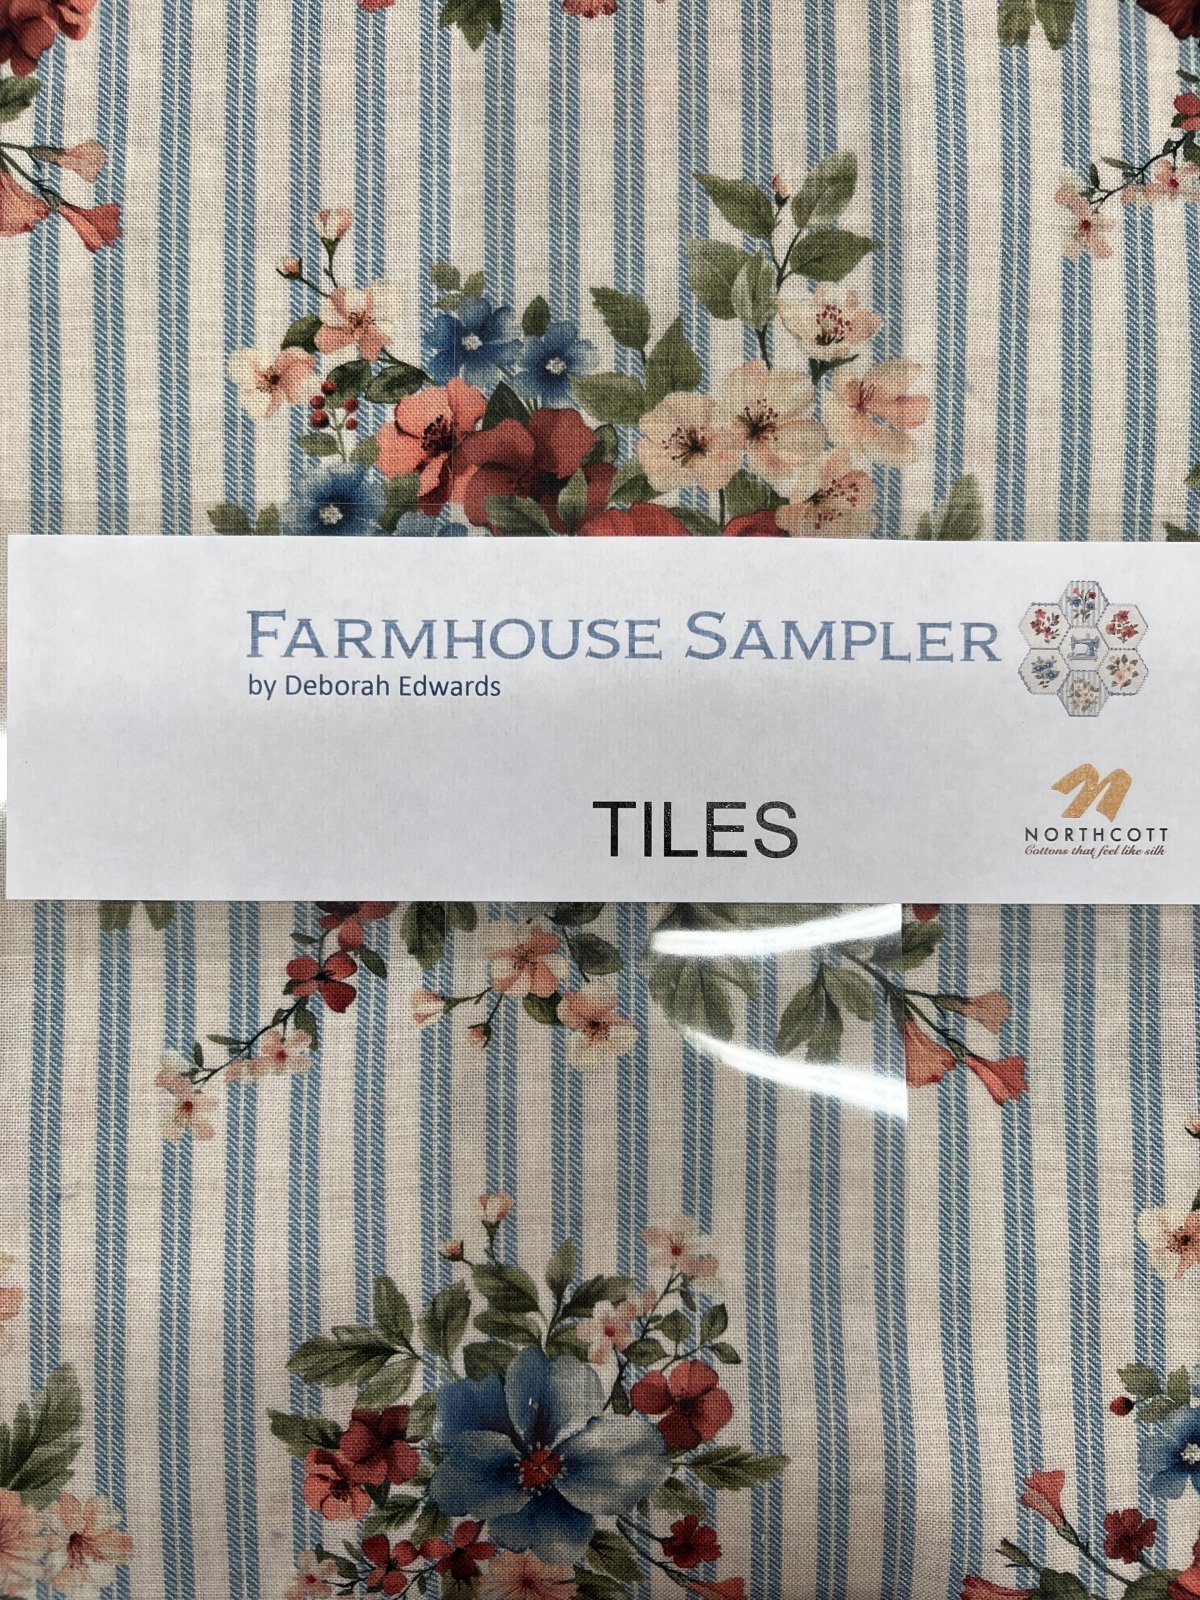 FARMHOUSE SAMPLER
by Deborah Edwards
TILES
NORTHCOTT
Cottons that feel like silk